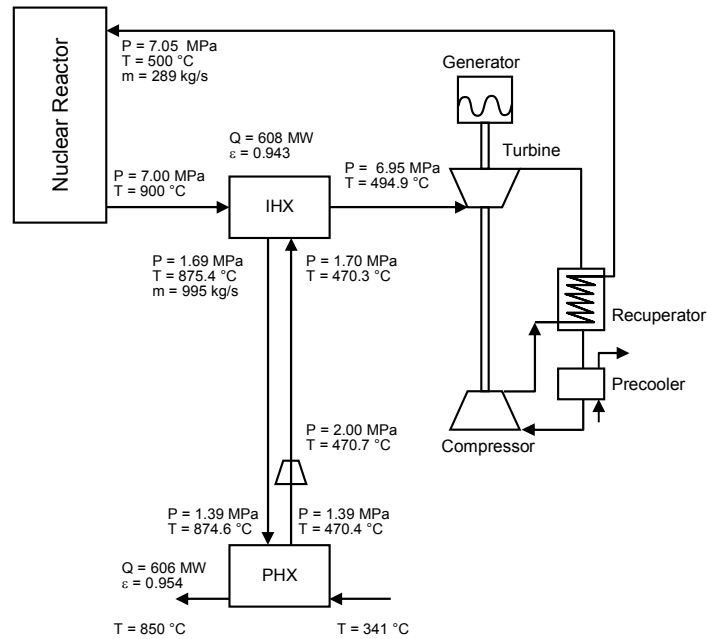 Nuclear Reactor
P = 7.05 MPa
T = 500 °C
m = 289 kg/s
Generator
Q = 608 MW
ε = 0.943
Turbine
P = 6.95 MPa
T = 494.9 °C
P = 7.00 MPa
T = 900 °C
IHX
P = 1.69 MPa
T = 875.4 °C
m = 995 kg/s
P = 1.70 MPa
T = 470.3 °C
Recuperator
Precooler
P = 2.00 MPa
T = 470.7 °C
Compressor
P = 1.39 MPa
T = 874.6 °C
P = 1.39 MPa
T = 470.4 °C
Q = 606 MW
ε = 0.954
PHX
T = 850 °C
T = 341 °C